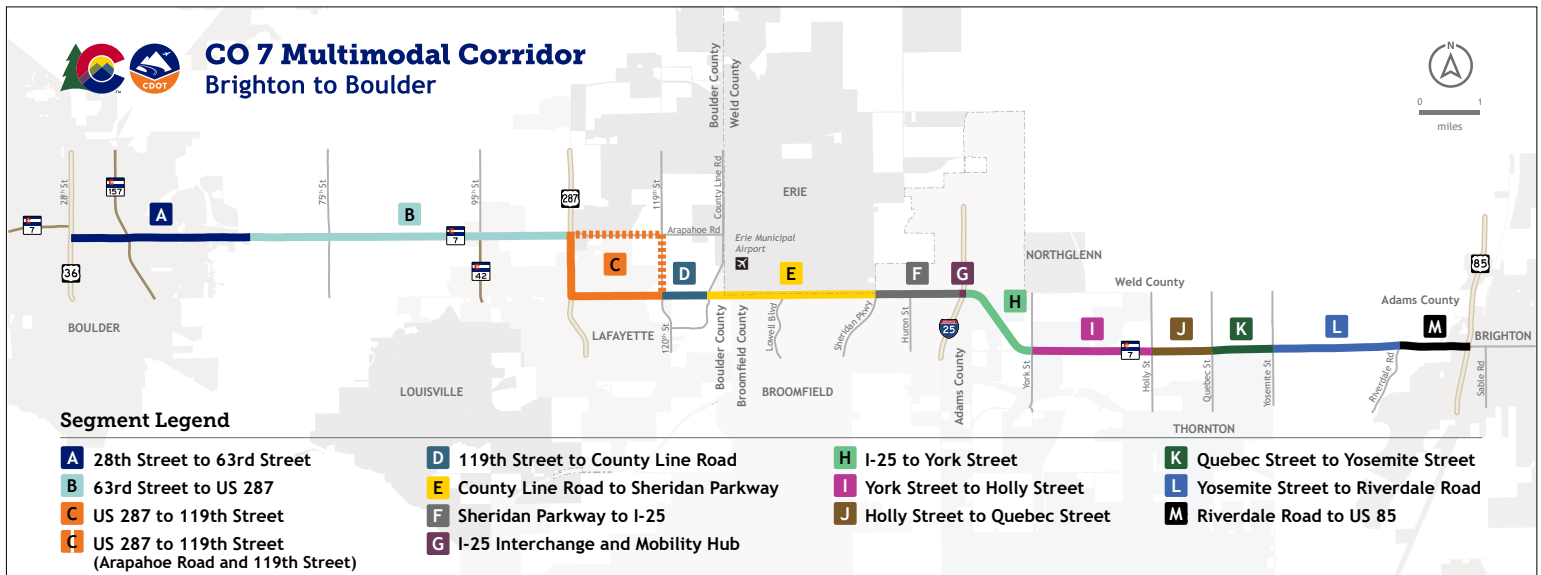 CO 7 Multimodal Corridor
Brighton to Boulder
CDOT
TM
N
0 1
miles
Boulder County
Weld County
28th St
157
79th St
95th St
287
119th St
County Line Rd
ERIE
7
A
B
7
Arapahoe Rd
Erie Municipal
Airport
36
42
C
D
E
F
G
NORTHGLENN
85
Weld County
H
25
I
7
J
K
L
Adams County
M
BRIGHTON
BOULDER
LAFAYETTE
120th St
Boulder County
Broomfield County
Lowell Blvd
Sheridan Pkwy
Huron St
Adams County
York St
Holly St
Quebec St
Yosemite St
Riverdale Rd
Sable Rd
LOUISVILLE
BROOMFIELD
THORNTON
Segment Legend
A 28th Street to 63rd Street
B 63rd Street to US 287
C US 287 to 119th Street
C US 287 to 119th Street
(Arapahoe Road and 119th Street)
D 119th Street to County Line Road
E County Line Road to Sheridan Parkway
F Sheridan Parkway to I-25
G I-25 Interchange and Mobility Hub
H I-25 to York Street
I York Street to Holly Street
J Holly Street to Quebec Street
K Quebec Street to Yosemite Street
L Yosemite Street to Riverdale Road
M Riverdale Road to US 85